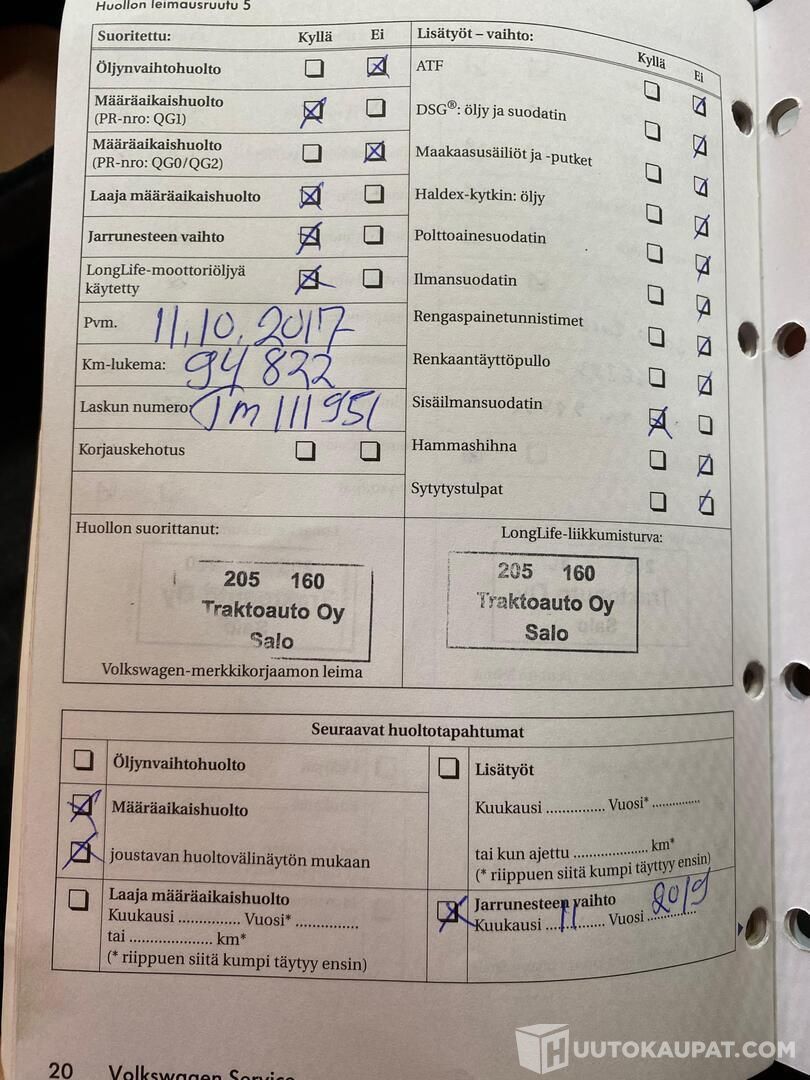 Huollon leimausruutu 5
Suoritettu: Kyllä Ei
Öljynvaihtohuolto
Määräaikaishuolto
(PR-nro: QG1)
Määräaikaishuolto
(PR-nro: QG0/QG2)
Laaja määräaikaishuolto
Jarrunesteen vaihto
LongLife-moottoriöljyä
käytetty
Pvm. 11.10.2017
Km-lukema: 94 822
Laskun numero: Tm 111951
Korjauskehotus
Lisätyöt – vaihto: Kyllä Ei
ATF
DSG®: öljy ja suodatin
Maakaasusäiliöt ja -putket
Haldex-kytkin: öljy
Polttoainesuodatin
Ilmansuodatin
Rengaspainetunnistimet
Renkaantäyttöpullo
Sisäilmansuodatin
Hammashihna
Sytytystulpat
Huollon suorittanut:
205 160
Traktoauto Oy
Salo
Volkswagen-merkkikorjaamon leima
LongLife-liikkumisturva:
205 160
Traktoauto Oy
Salo
Seuraavat huoltotapahtumat
Öljynvaihtohuolto
Määräaikaishuolto
joustavan huoltovälinäytön mukaan
Laaja määräaikaishuolto
Kuukausi ............... Vuosi* ...............
tai .................... km*
(* riippuen siitä kumpi täytyy ensin)
Lisätyöt
Kuukausi .............. Vuosi* ..............
tai kun ajettu .................. km*
(* riippuen siitä kumpi täyttyy ensin)
Jarrunesteen vaihto
Kuukausi 11 Vuosi 2019
20 Volkswagen Service
HUUTOKAUPAT.COM